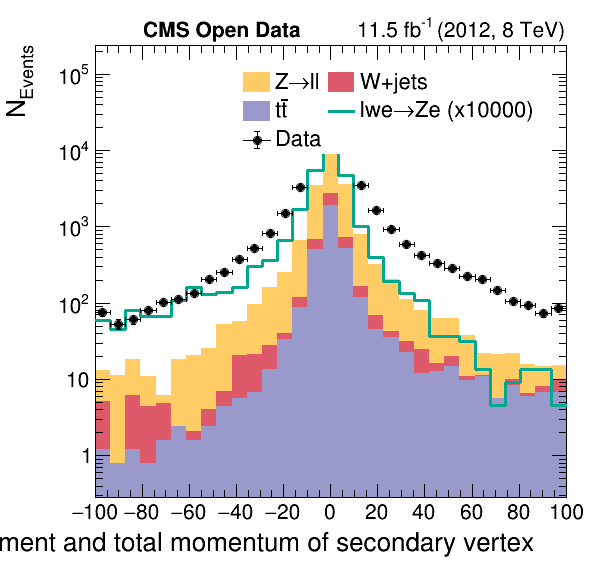 CMS Open Data 11.5 fb⁻¹ (2012, 8 TeV)
N_Events
Z→ll W+jets
tt̄ lwe→Ze (x10000)
Data
10⁵
10⁴
10³
10²
10
1
−100 −80 −60 −40 −20 0 20 40 60 80 100
ment and total momentum of secondary vertex